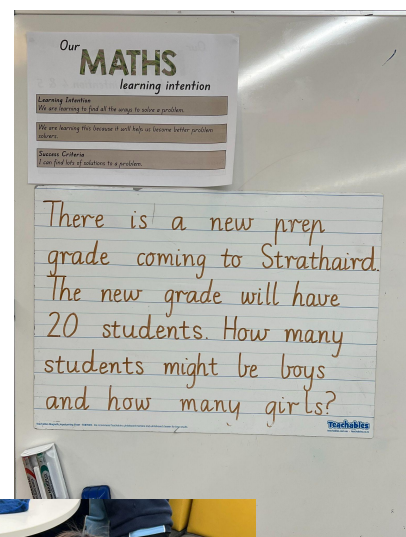 Our
MATHS
learning intention
Learning Intention
We are learning to find all the ways to solve a problem.
We are learning this because it will help us become better problem
solvers.
Success Criteria
I can find lots of solutions to a problem.
There is a new prep
grade coming to Strathaird.
The new grade will have
20 students. How many
students might be boys
and how many girls?
Teachables